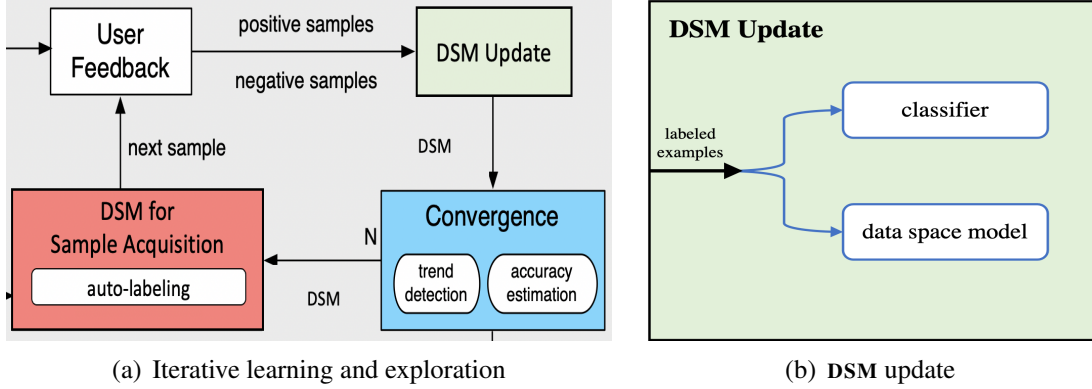 User
Feedback
positive samples
negative samples
DSM Update
next sample
DSM
DSM for
Sample Acquisition
auto-labeling
N
DSM
Convergence
trend
detection
accuracy
estimation
(a) Iterative learning and exploration
DSM Update
labeled
examples
classifier
data space model
(b) DSM update